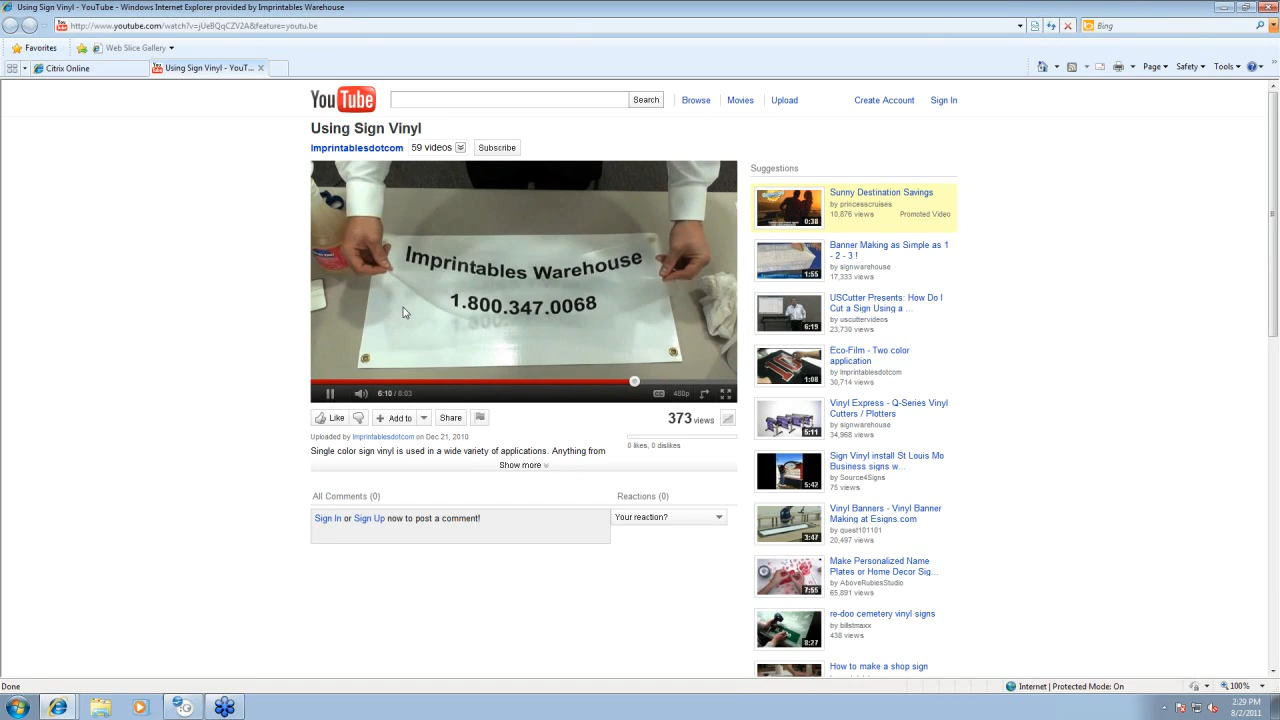 Using Sign Vinyl - YouTube - Windows Internet Explorer provided by Imprintables Warehouse
http://www.youtube.com/watch?v=jUeBQqCZV2A&feature=youtu.be
Bing
Favorites
Web Slice Gallery
Citrix Online
Using Sign Vinyl - YouT...
Page
Safety
Tools
YouTube
Search
Browse
Movies
Upload
Create Account
Sign In
Using Sign Vinyl
Imprintablesdotcom
59 videos
Subscribe
Imprintables Warehouse
1.800.347.0068
6:10 / 8:03
480p
Like
Add to
Share
373 views
Uploaded by Imprintablesdotcom on Dec 21, 2010
0 likes, 0 dislikes
Single color sign vinyl is used in a wide variety of applications. Anything from
Show more
All Comments (0)
Reactions (0)
Sign In or Sign Up now to post a comment!
Your reaction?
Suggestions
Sunny Destination Savings
by princesscruises
10,876 views
Promoted Video
0:38
Banner Making as Simple as 1
- 2 - 3 !
by signwarehouse
17,333 views
1:55
USCutter Presents: How Do I
Cut a Sign Using a ...
by uscuttervideos
23,730 views
6:19
Eco-Film - Two color
application
by Imprintablesdotcom
30,714 views
1:08
Vinyl Express - Q-Series Vinyl
Cutters / Plotters
by signwarehouse
34,968 views
5:11
Sign Vinyl install St Louis Mo
Business signs w...
by Source4Signs
75 views
5:42
Vinyl Banners - Vinyl Banner
Making at Esigns.com
by quest101101
20,497 views
3:47
Make Personalized Name
Plates or Home Decor Sig...
by AboveRubiesStudio
65,891 views
7:55
re-doo cemetery vinyl signs
by billstmaxx
438 views
8:27
How to make a shop sign
Done
Internet | Protected Mode: On
100%
2:29 PM
8/2/2011